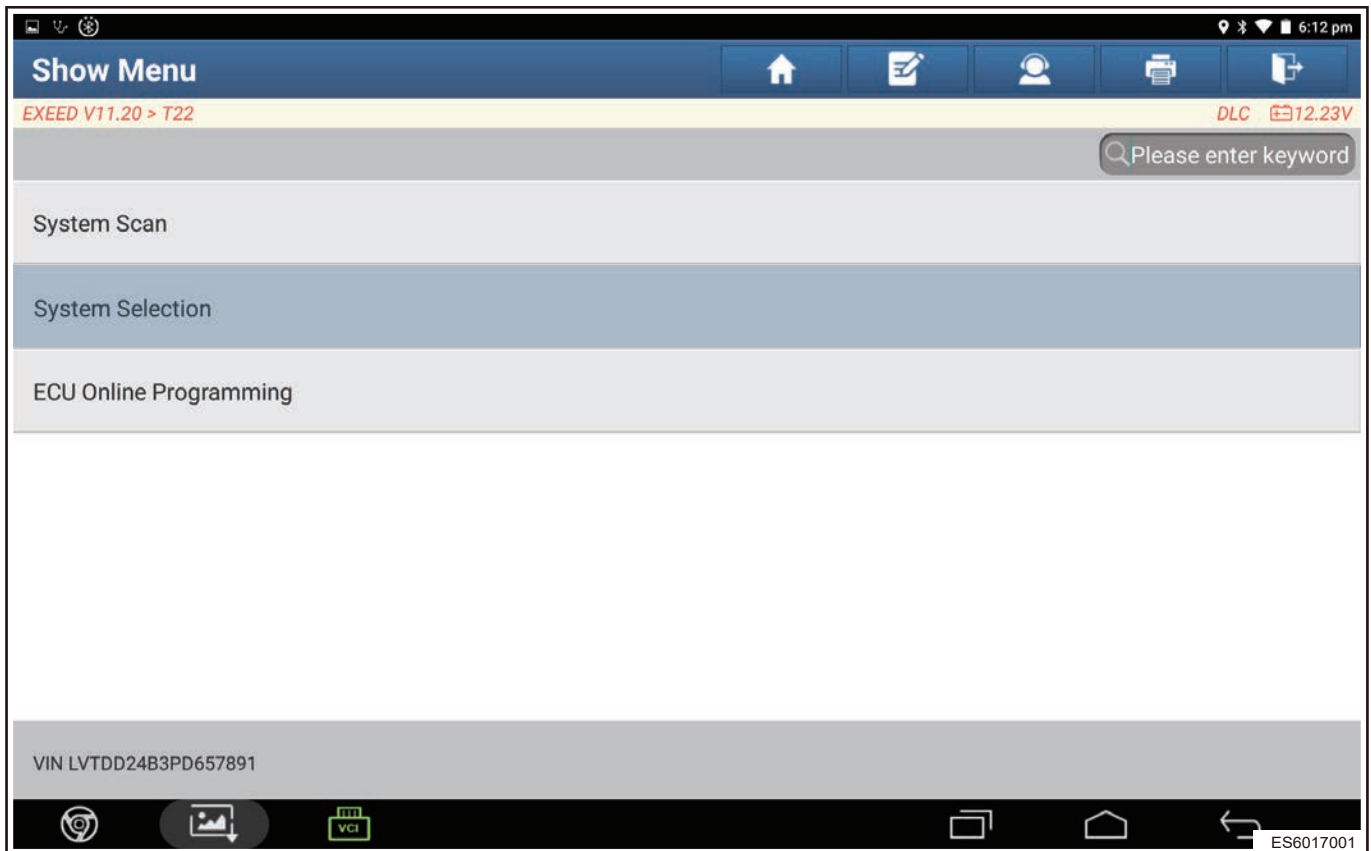 6:12 pm
Show Menu
EXEED V11.20 > T22
DLC 12.23V
Please enter keyword
System Scan
System Selection
ECU Online Programming
VIN LVTDD24B3PD657891
VCI
ES6017001